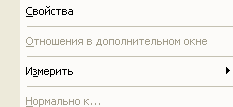 Свойства
Отношения в дополнительном окне
Измерить
Нормально к...